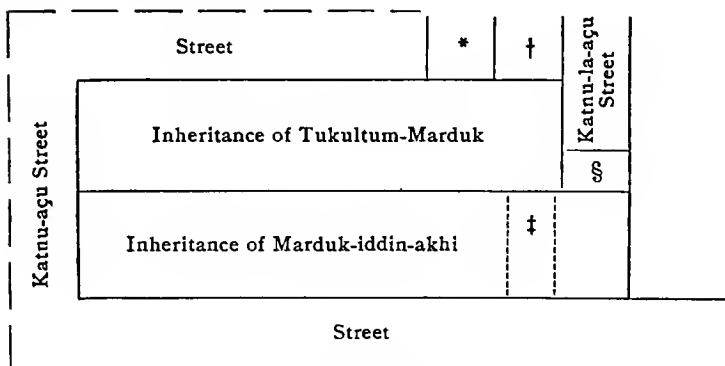 Street * †
Katnu-la-açu
Street
Inheritance of Tukultum-Marduk
§
Katnu-açu Street
Inheritance of Marduk-iddin-akhi ‡
Street